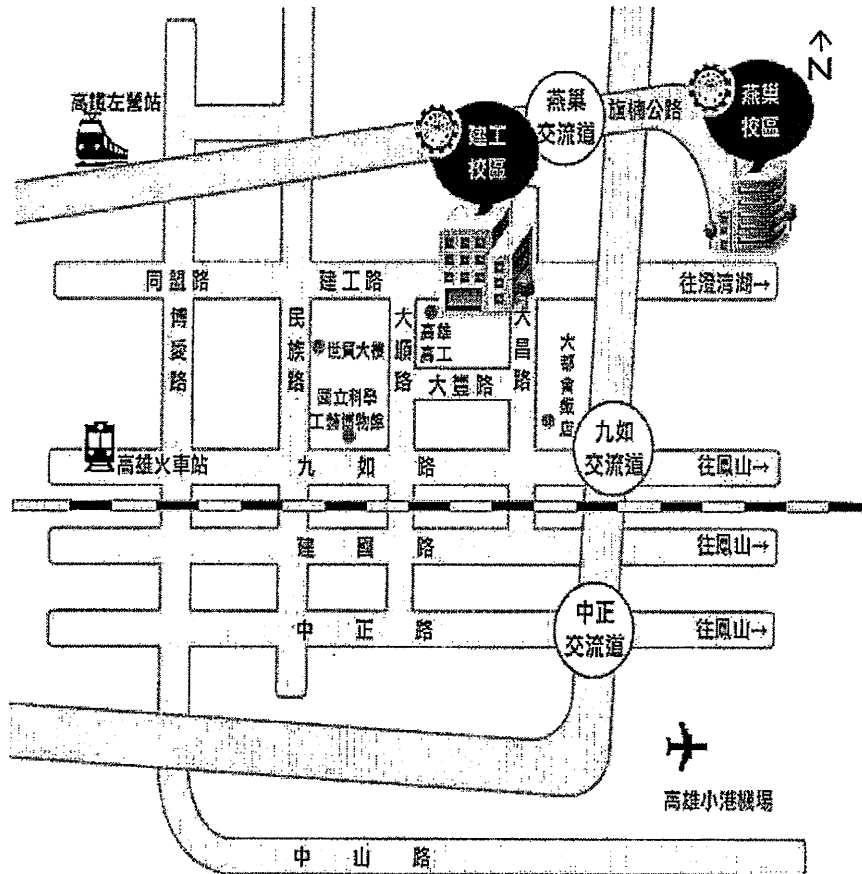 N
高鐵左營站
建工
校區
燕巢
交流道
旗楠公路
燕巢
校區
同盟路
建工路
往澄清湖→
博愛路
民族路
大順路
大昌路
高雄
高工
世貿大樓
國立科學
工藝博物館
大豐路
大都會飯店
高雄火車站
九如路
九如
交流道
往鳳山→
建國路
往鳳山→
中正路
中正
交流道
往鳳山→
高雄小港機場
中山路